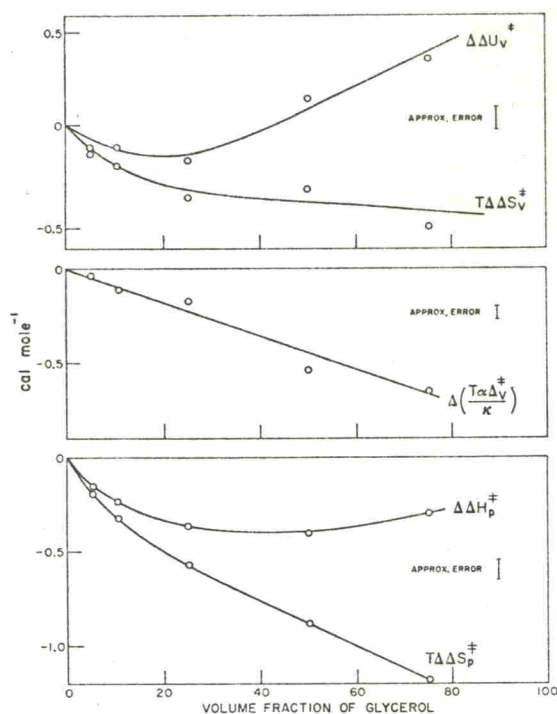 0.5
ΔΔU_V^‡
APPROX. ERROR
0
TΔΔS_V^‡
-0.5
0
APPROX. ERROR
cal mole⁻¹
-0.5
Δ(TαΔ_V^‡/κ)
0
ΔΔH_p^‡
-0.5
APPROX. ERROR
-1.0
TΔΔS_p^‡
0 20 40 60 80 100
VOLUME FRACTION OF GLYCEROL